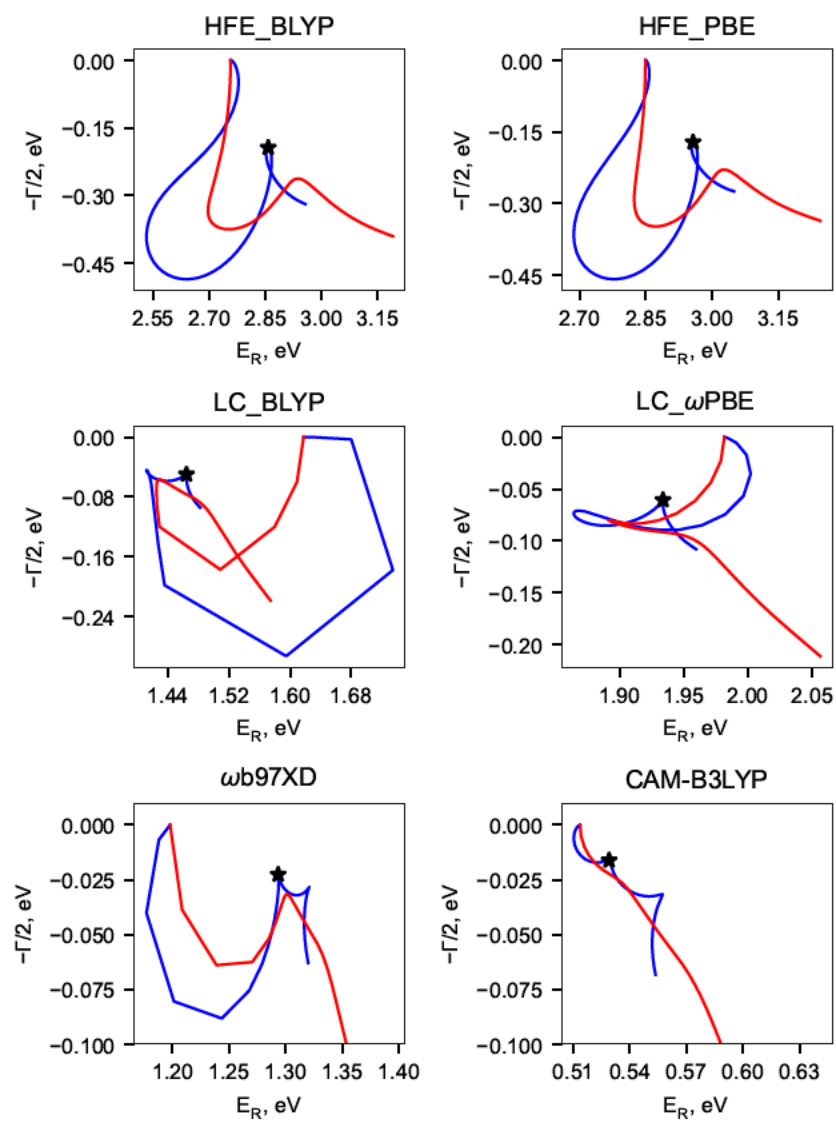 HFE_BLYP
0.00
−0.15
−0.30
−0.45
−Γ/2, eV
2.55 2.70 2.85 3.00 3.15
E_R, eV
HFE_PBE
0.00
−0.15
−0.30
−0.45
−Γ/2, eV
2.70 2.85 3.00 3.15
E_R, eV
LC_BLYP
0.00
−0.08
−0.16
−0.24
−Γ/2, eV
1.44 1.52 1.60 1.68
E_R, eV
LC_ωPBE
0.00
−0.05
−0.10
−0.15
−0.20
−Γ/2, eV
1.90 1.95 2.00 2.05
E_R, eV
ωb97XD
0.000
−0.025
−0.050
−0.075
−0.100
−Γ/2, eV
1.20 1.25 1.30 1.35 1.40
E_R, eV
CAM-B3LYP
0.000
−0.025
−0.050
−0.075
−0.100
−Γ/2, eV
0.51 0.54 0.57 0.60 0.63
E_R, eV